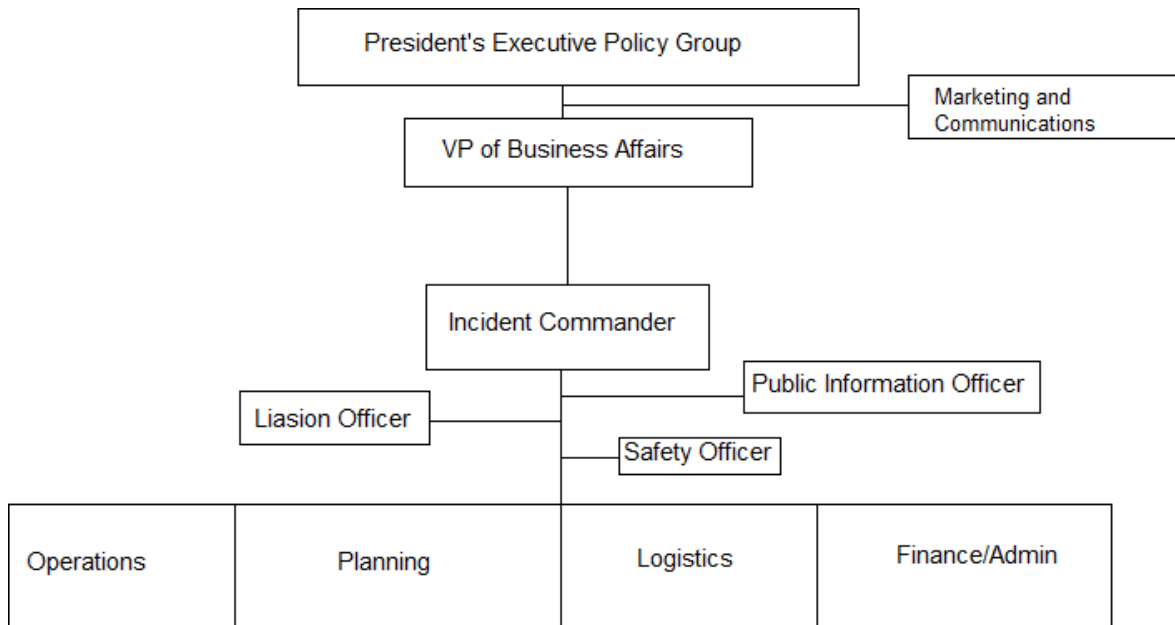 President's Executive Policy Group
Marketing and
Communications
VP of Business Affairs
Incident Commander
Public Information Officer
Liasion Officer
Safety Officer
Operations
Planning
Logistics
Finance/Admin